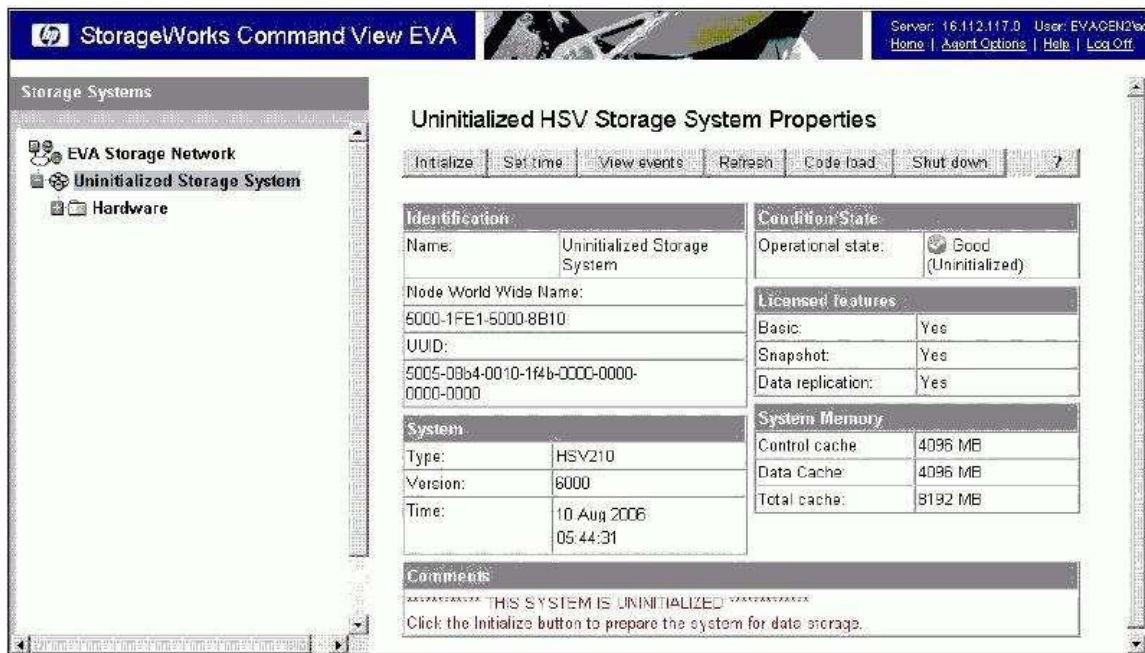 hp StorageWorks Command View EVA
Server: 16.112.117.0 User: EVAGEN2\
Home | Agent Options | Help | Log Off
Storage Systems
EVA Storage Network
Uninitialized Storage System
Hardware
Uninitialized HSV Storage System Properties
Initialize Set time View events Refresh Code load Shut down ?
Identification
Name: Uninitialized Storage
System
Node World Wide Name:
5000-1FE1-5000-8B10
UUID:
5005-08b4-0010-1f4b-0000-0000-
0000-0000
System
Type: HSV210
Version: 6000
Time: 10 Aug 2006
05:44:31
Condition/State
Operational state: Good
(Uninitialized)
Licensed features
Basic: Yes
Snapshot: Yes
Data replication: Yes
System Memory
Control cache 4096 MB
Data Cache: 4096 MB
Total cache: 8192 MB
Comments
************ THIS SYSTEM IS UNINITIALIZED *************
Click the Initialize button to prepare the system for data storage.